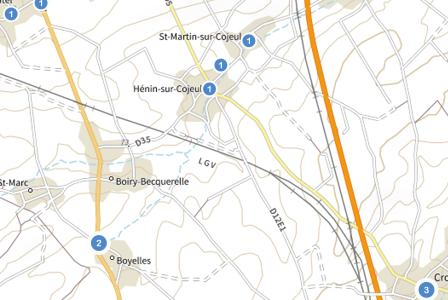 1
1
St-Martin-sur-Cojeul
1
1
Hénin-sur-Cojeul
1
D35
LGV
St-Marc
Boiry-Becquerelle
D12E1
2
Boyelles
3
Cro